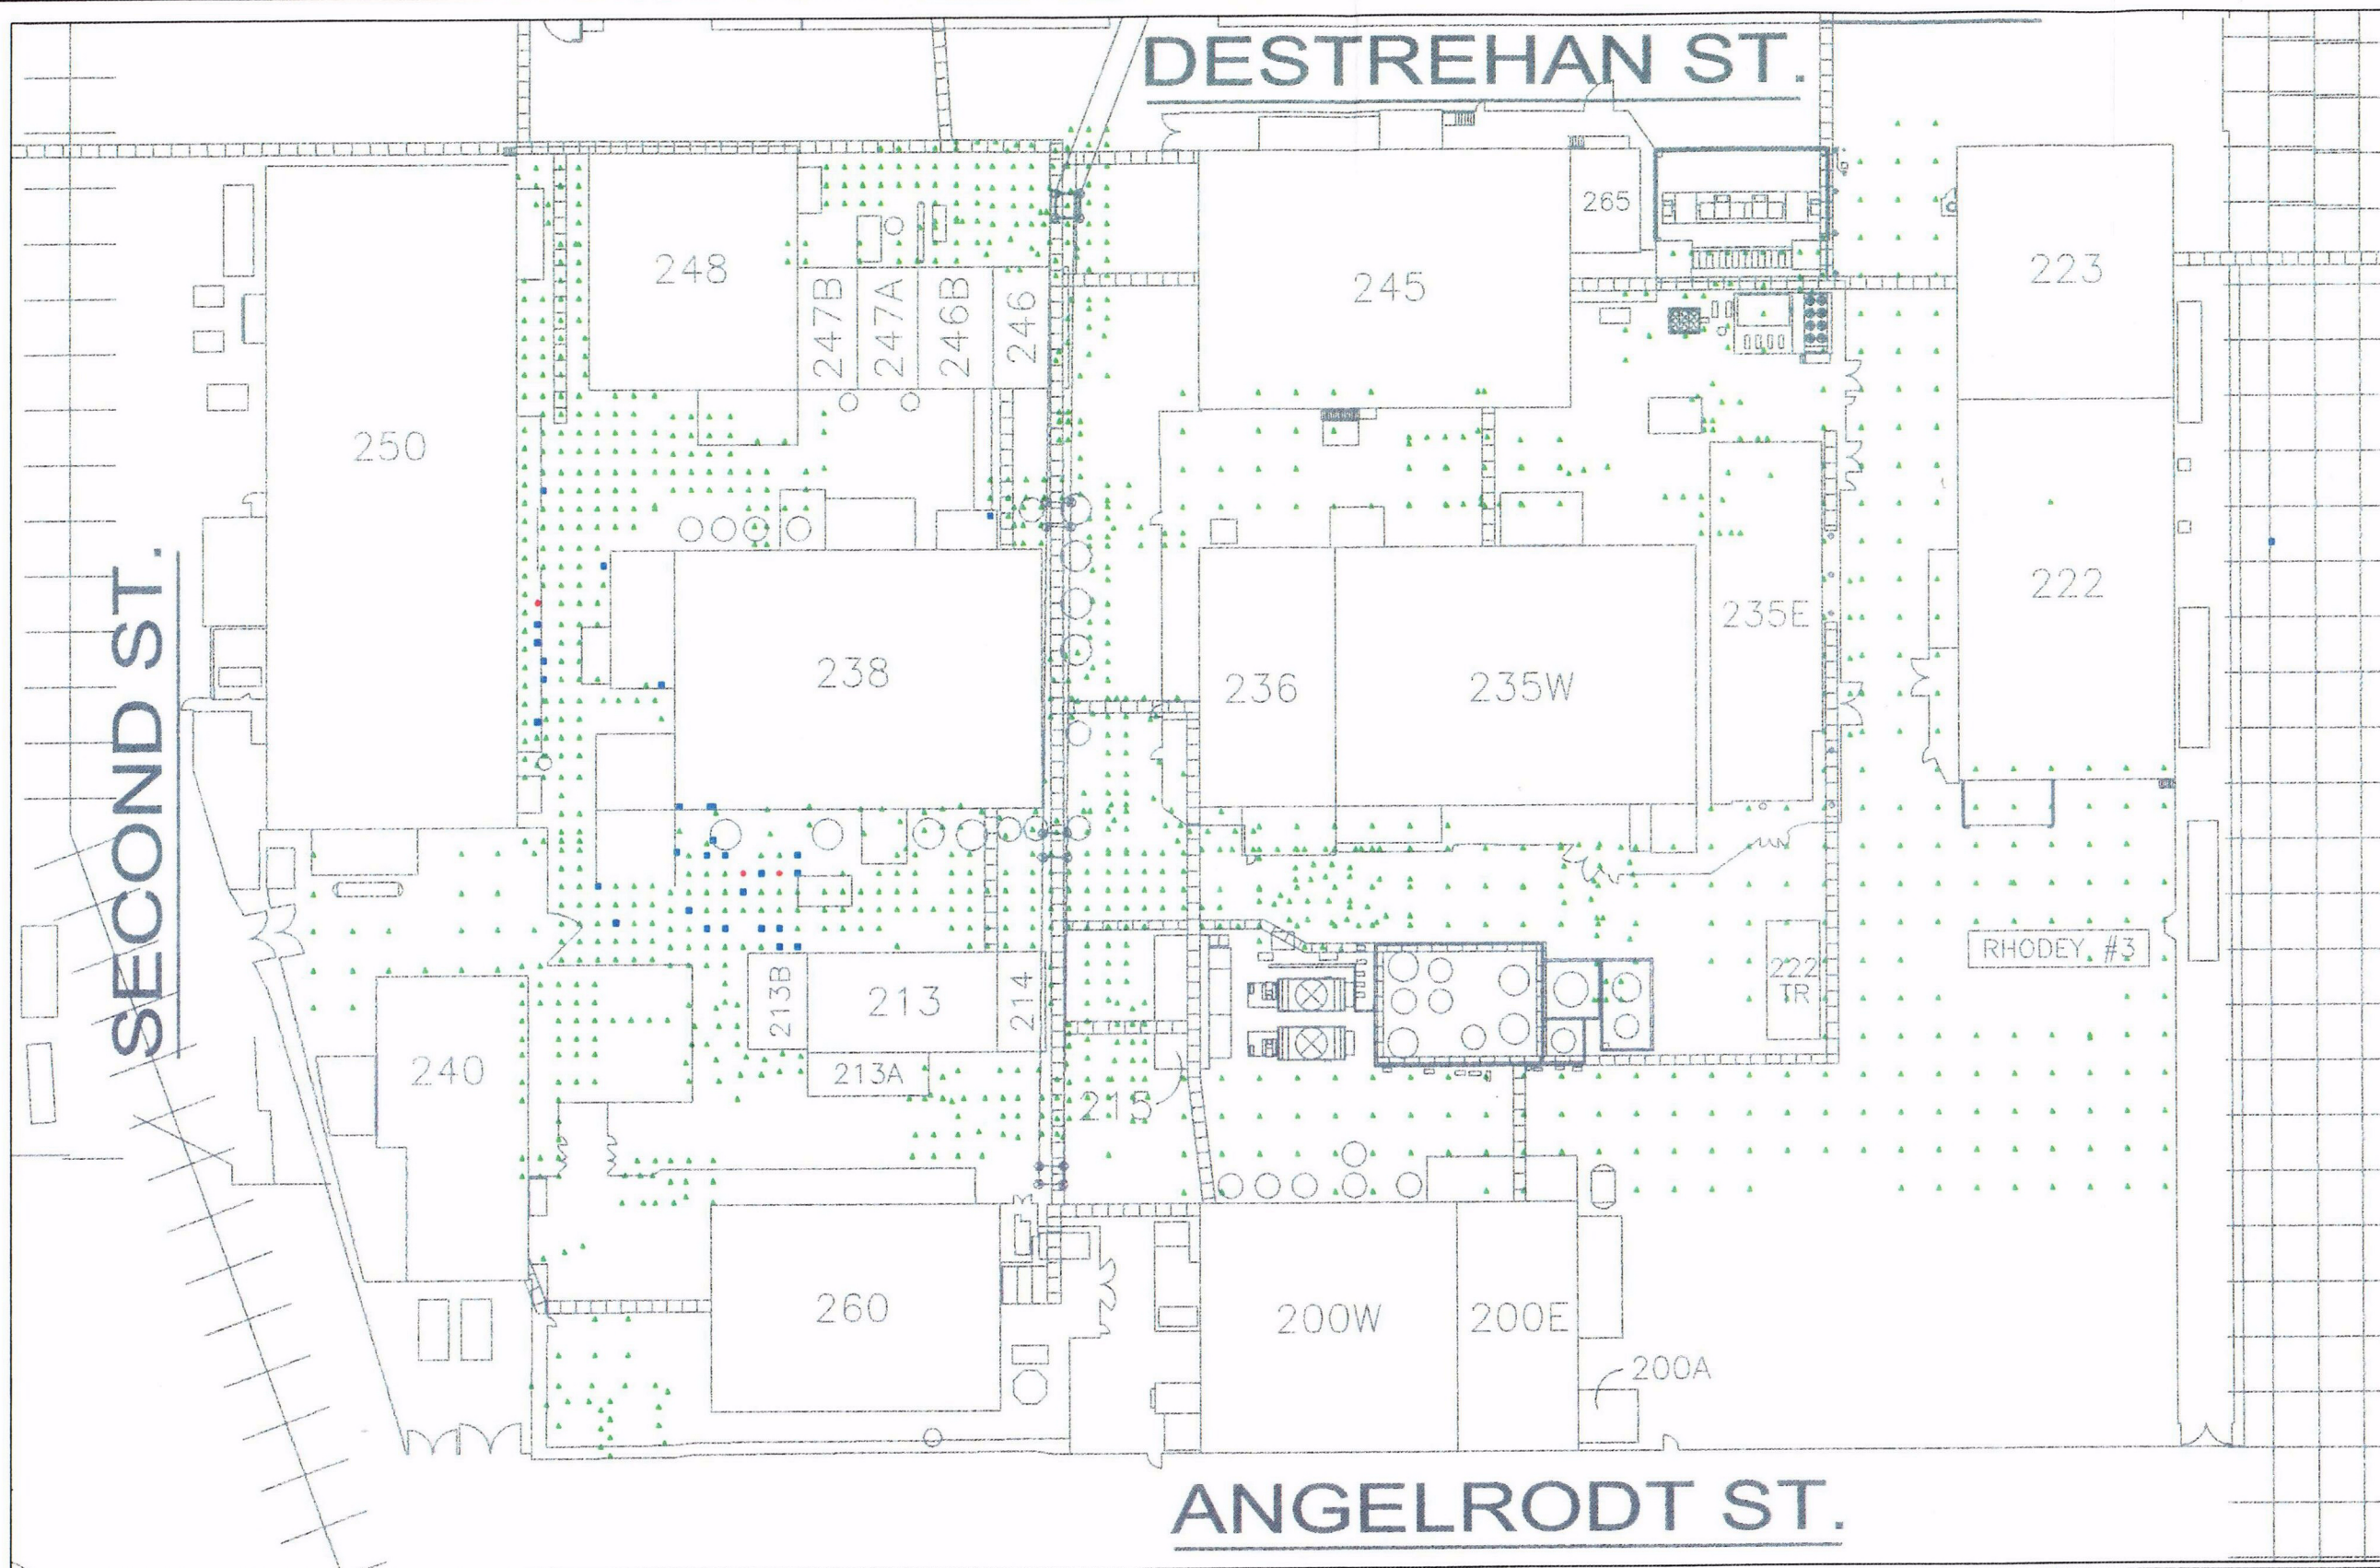 DESTREHAN ST.
265
248
223
245
247B
247A
246B
246
250
222
SECOND ST.
235E
238
236
235W
RHODEY #3
222
TR
213B
213
214
240
213A
215
260
200W
200E
200A
ANGELRODT ST.